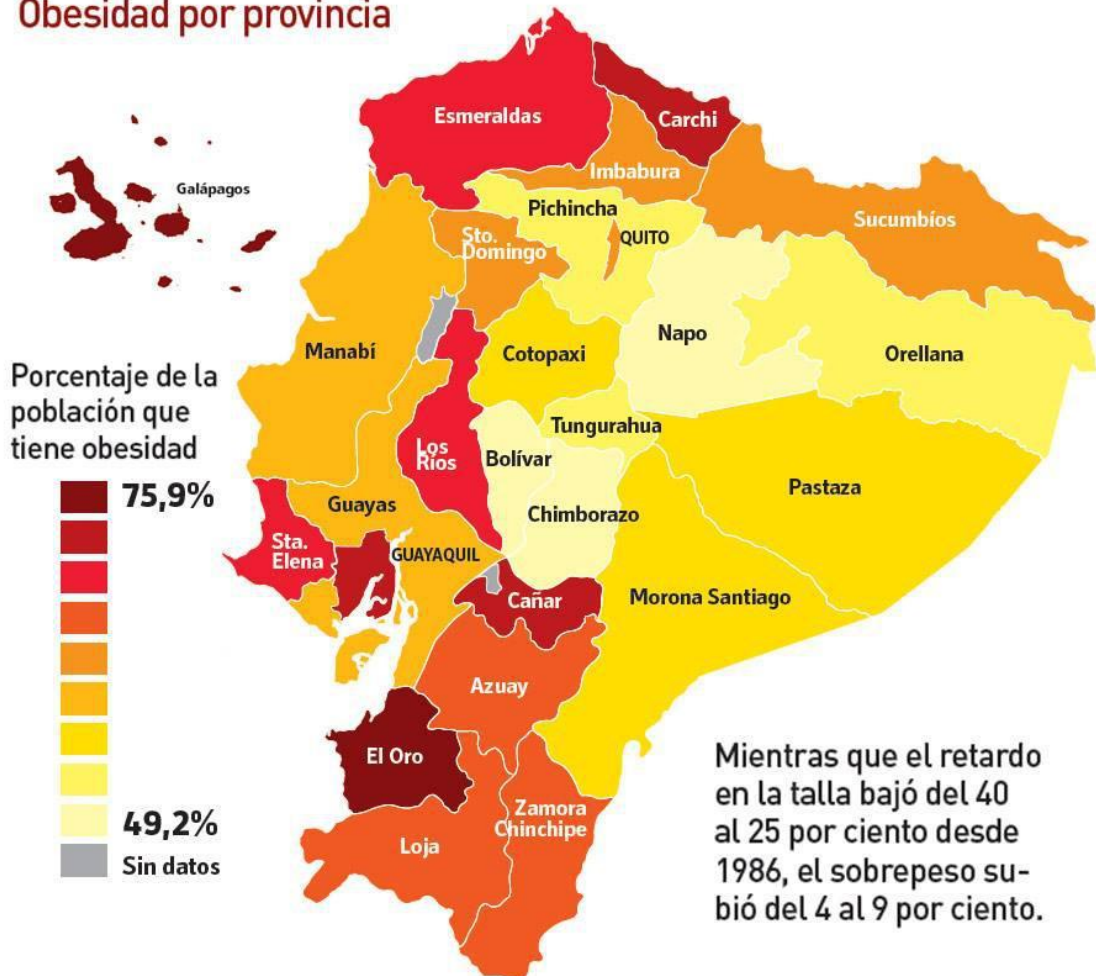 Obesidad por provincia
Esmeraldas
Carchi
Imbabura
Galápagos
Pichincha
Sucumbíos
Sto.
Domingo
QUITO
Napo
Manabí
Cotopaxi
Orellana
Porcentaje de la
población que
tiene obesidad
75,9%
49,2%
Sin datos
Tungurahua
Los
Ríos
Bolívar
Pastaza
Guayas
Chimborazo
Sta.
Elena
GUAYAQUIL
Cañar
Morona Santiago
Azuay
El Oro
Zamora
Chinchipe
Loja
Mientras que el retardo
en la talla bajó del 40
al 25 por ciento desde
1986, el sobrepeso su-
bió del 4 al 9 por ciento.